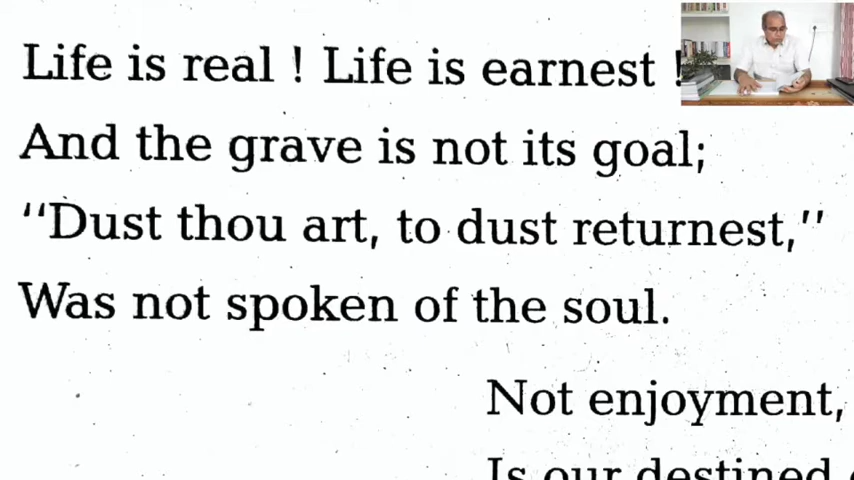 Life is real ! Life is earnest !
And the grave is not its goal;
“Dust thou art, to dust returnest,”
Was not spoken of the soul.
Not enjoyment,
Is our destined